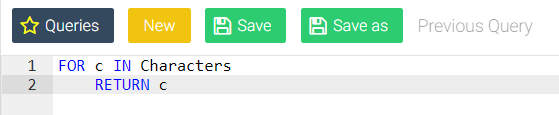 Queries New Save Save as Previous Query
1 FOR c IN Characters
2     RETURN c